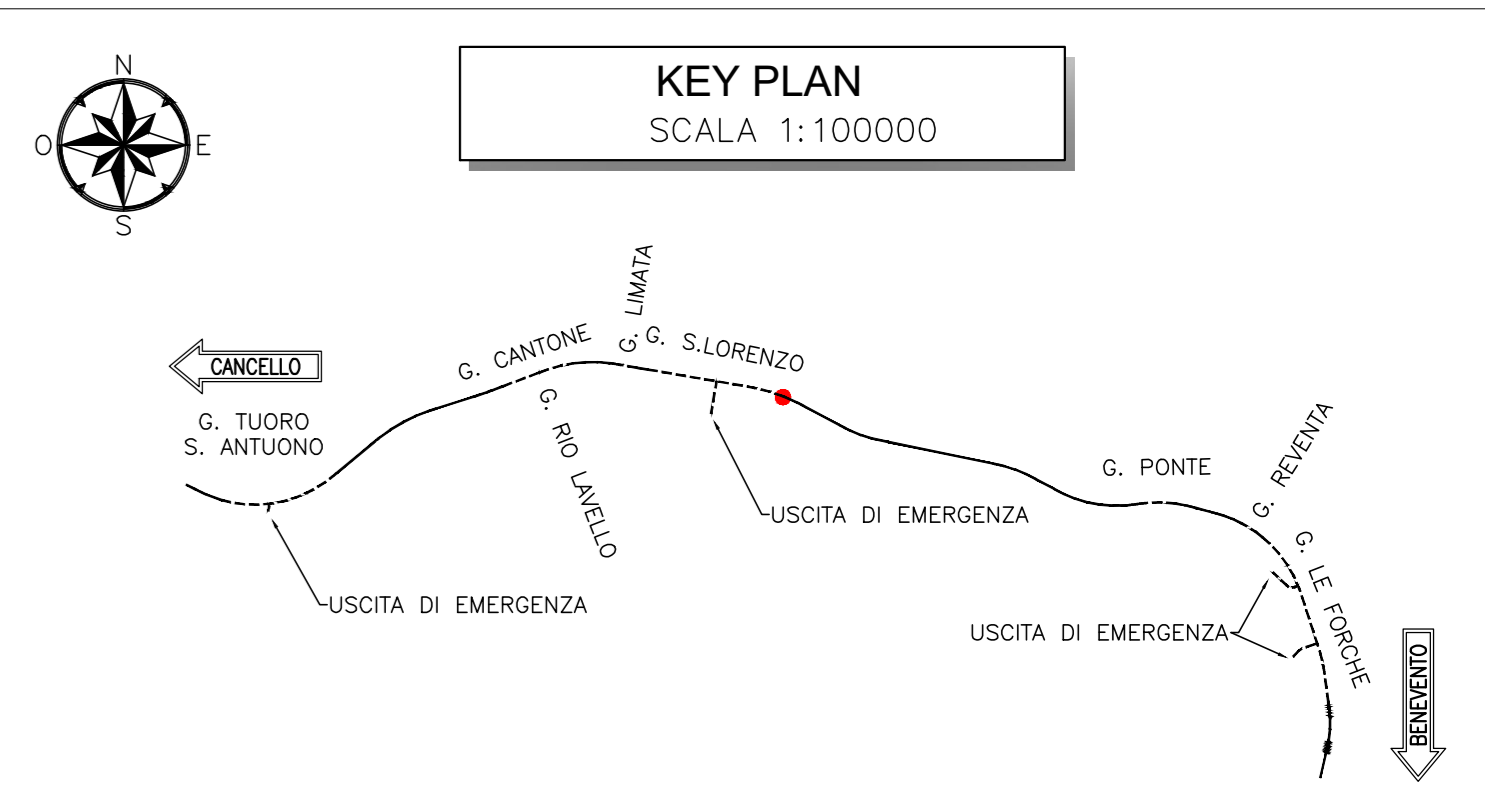 N
O
E
S
KEY PLAN
SCALA 1:100000
CANCELLO
G. TUORO
S. ANTUONO
G. CANTONE
G. LIMATA
G. S.LORENZO
G. RIO LAVELLO
USCITA DI EMERGENZA
USCITA DI EMERGENZA
G. PONTE
G. REVENTA
G. LE FORCHE
USCITA DI EMERGENZA
BENEVENTO